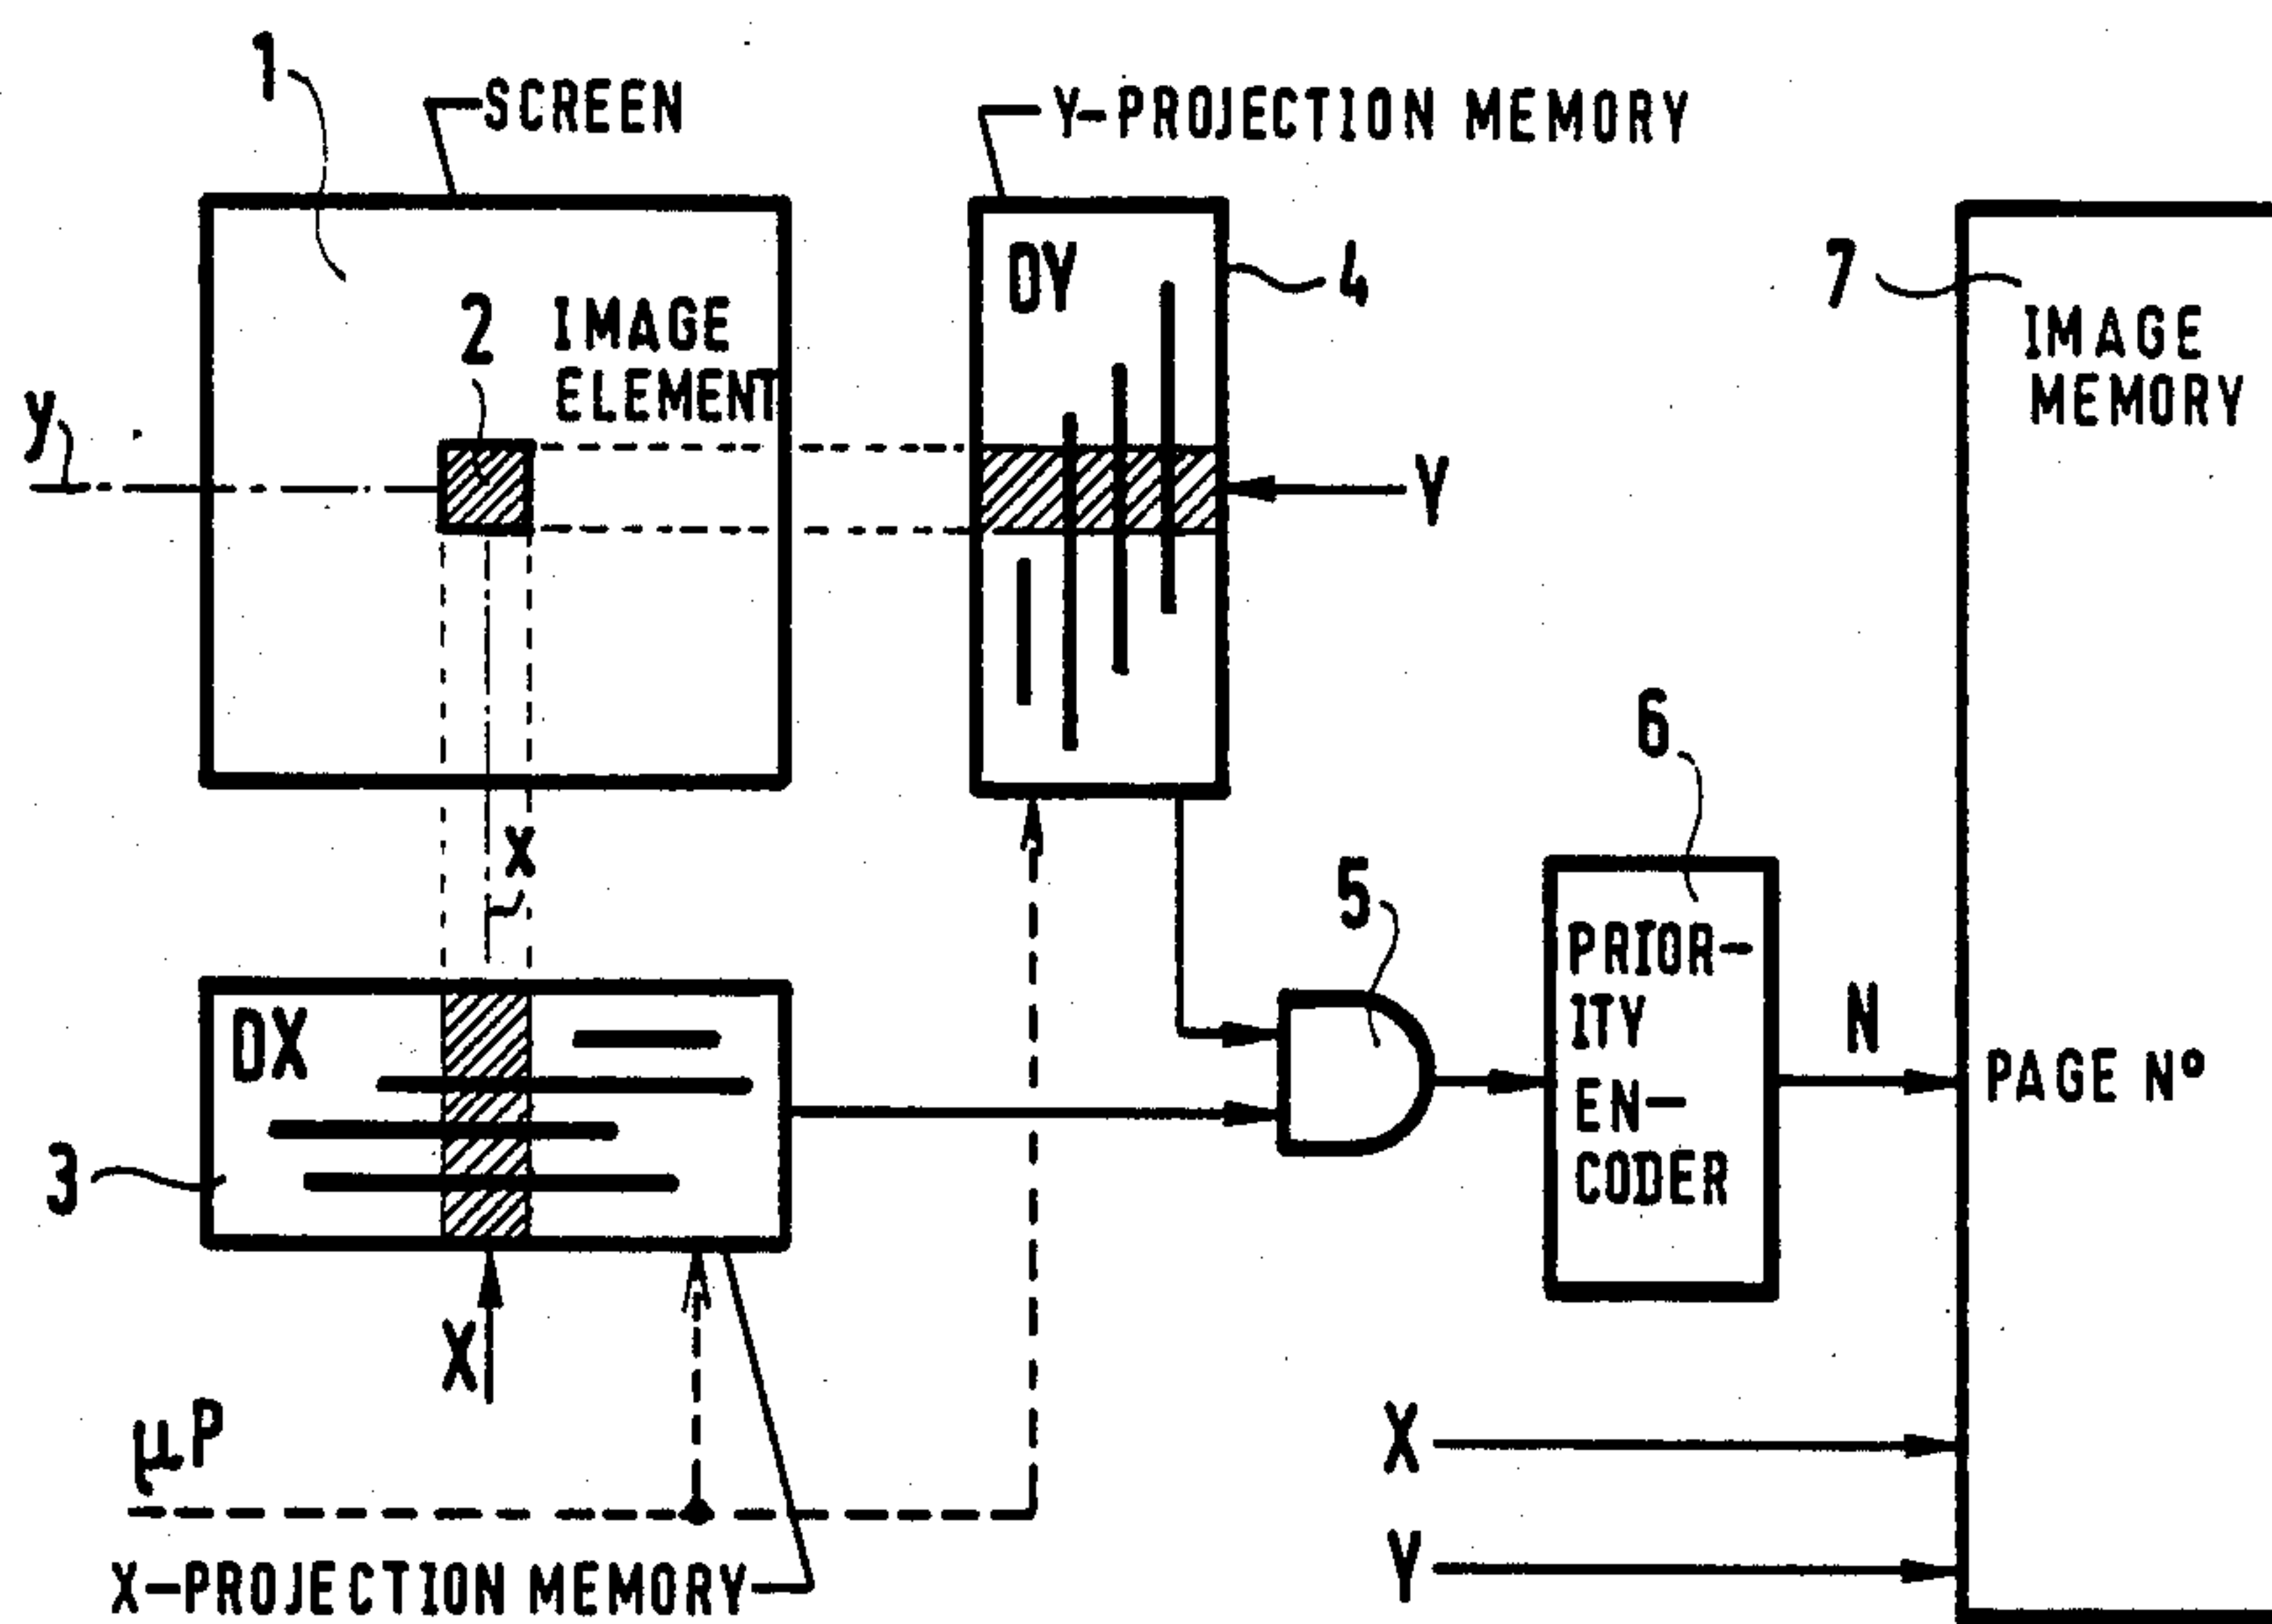 1
SCREEN
Y-PROJECTION MEMORY
DY
4
7
IMAGE
MEMORY
2
IMAGE
ELEMENT
y
Y
6
x
5
PRIOR-
ITY
EN-
CODER
N
PAGE Nº
DX
3
X
µP
X
Y
X-PROJECTION MEMORY